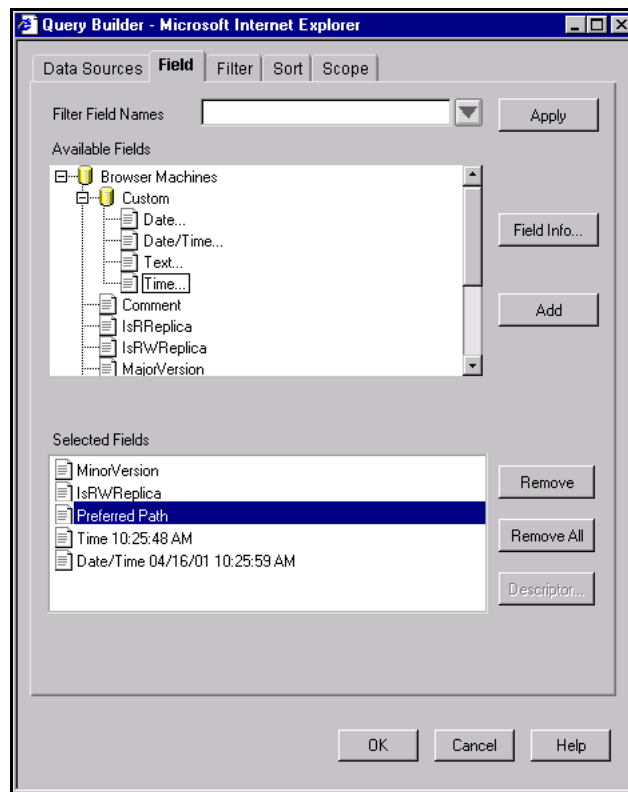 Query Builder - Microsoft Internet Explorer
Data Sources Field Filter Sort Scope
Filter Field Names Apply
Available Fields
Browser Machines
Custom
Date...
Date/Time... Field Info...
Text...
Time...
Comment Add
IsRReplica
IsRWReplica
MajorVersion
Selected Fields
MinorVersion
IsRWReplica Remove
Preferred Path
Time 10:25:48 AM Remove All
Date/Time 04/16/01 10:25:59 AM
Descriptor...
OK Cancel Help